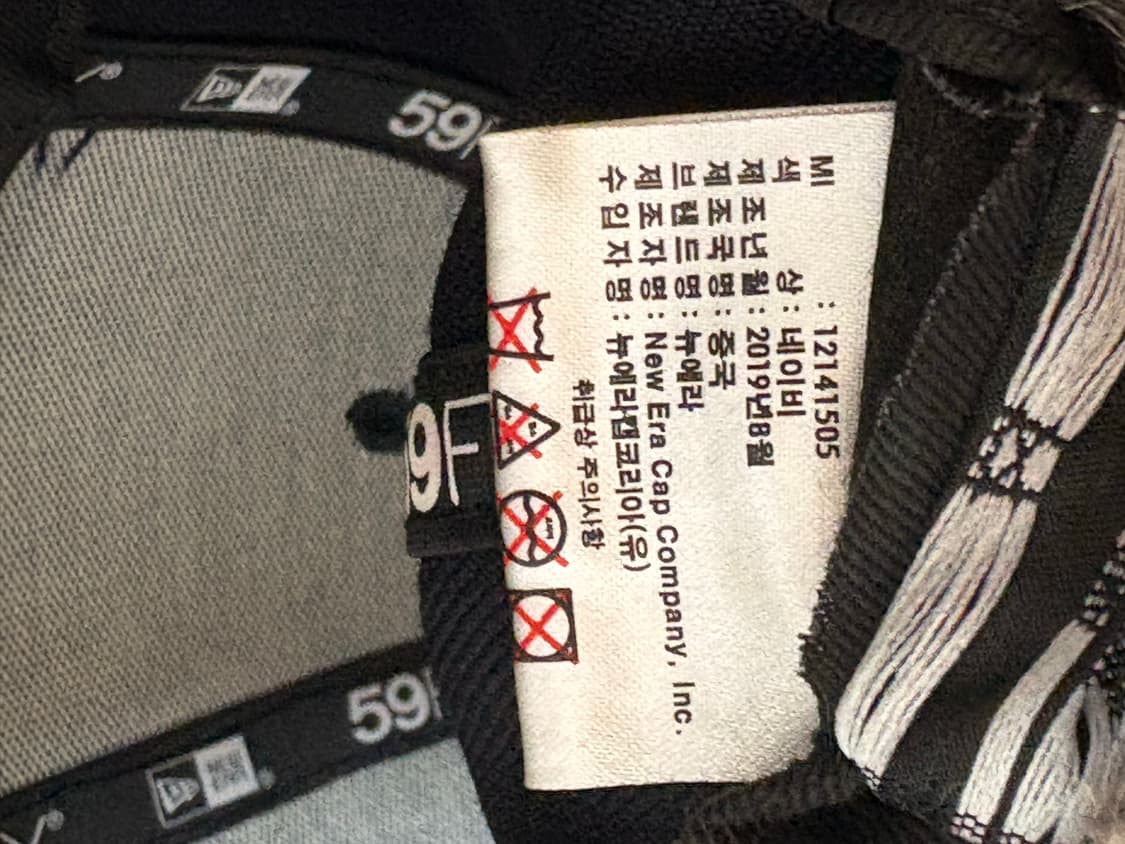 MI : 12141505
색 상 : 네이비
제 조 년 월 : 2019년8월
제 조 국 명 : 중국
브 랜 드 명 : 뉴에라
제 조 자 명 : New Era Cap Company, Inc.
수 입 자 명 : 뉴에라캡코리아(유)
취급상 주의사항
59
9F
59